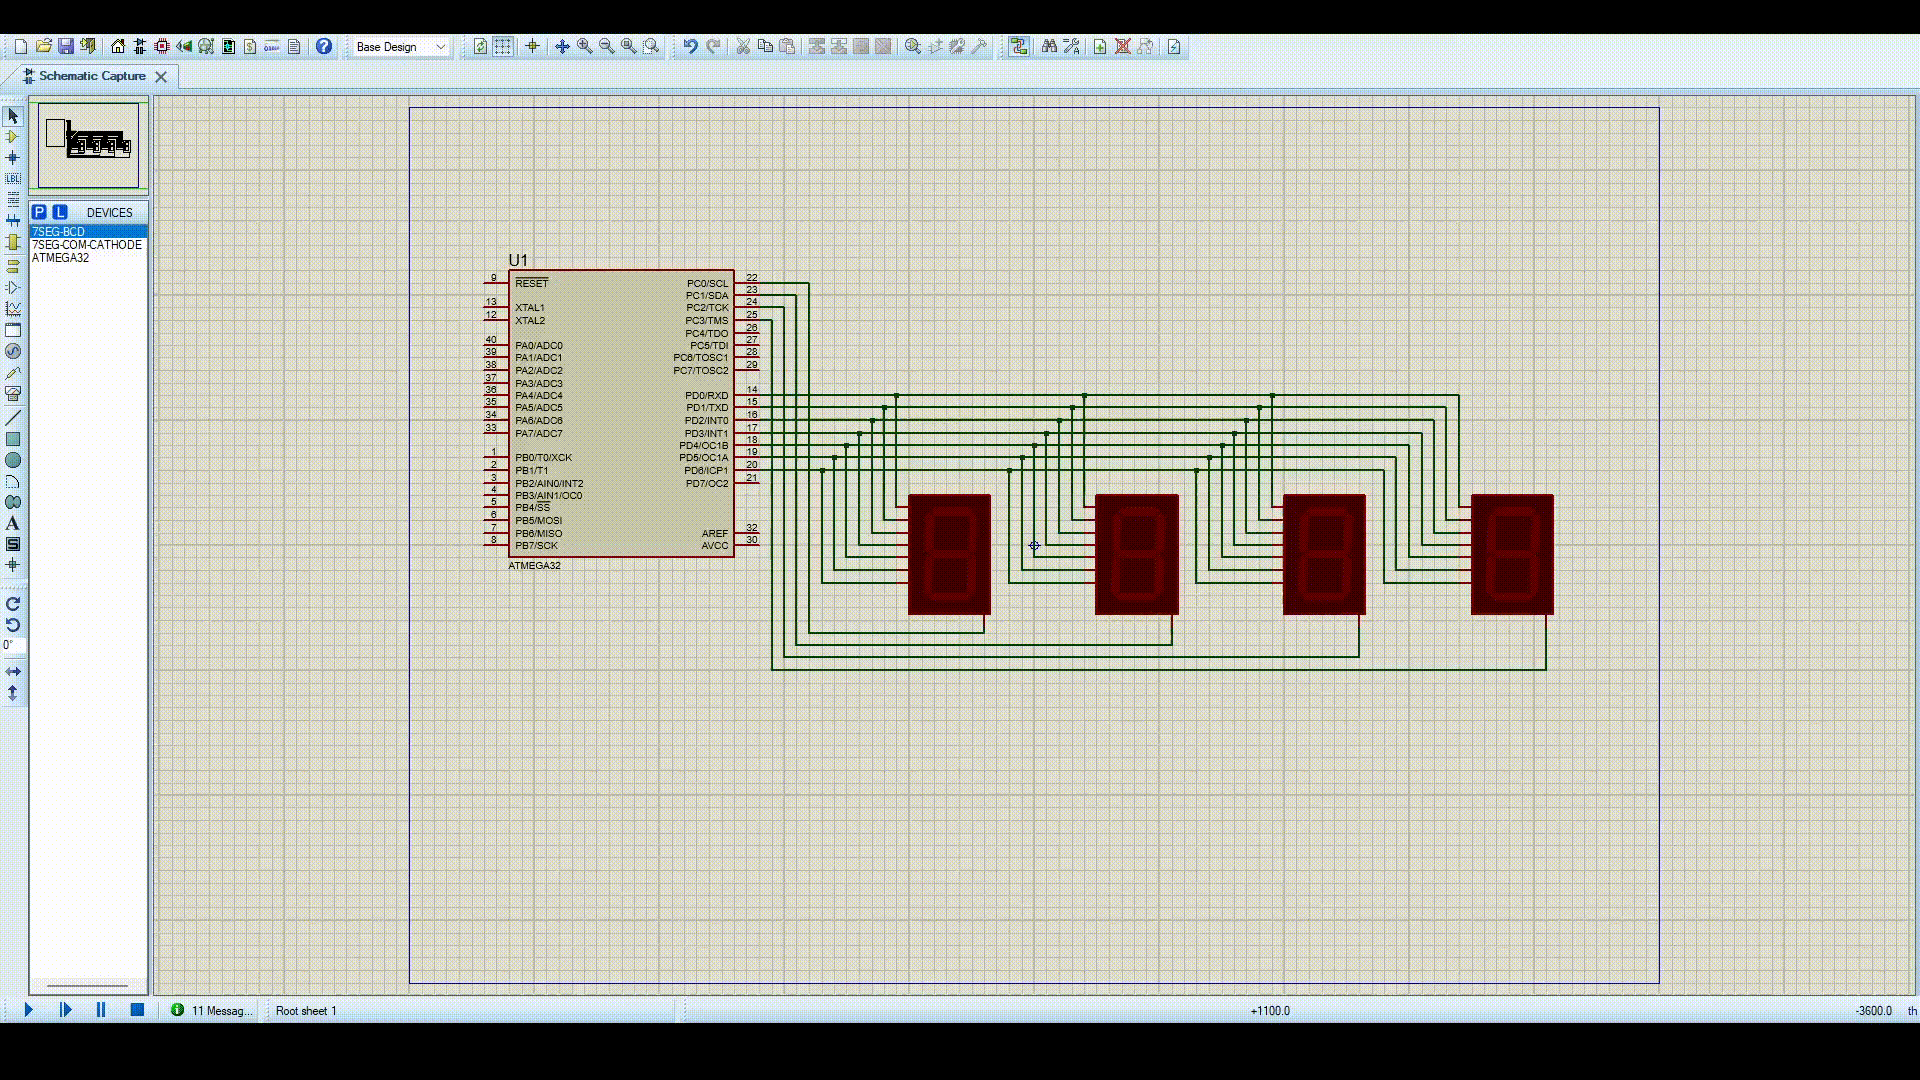 Base Design
Schematic Capture
LBL
P L DEVICES
7SEG-BCD
7SEG-COM-CATHODE
ATMEGA32
A
S
0°
U1
9 RESET
13 XTAL1
12 XTAL2
40 PA0/ADC0
39 PA1/ADC1
38 PA2/ADC2
37 PA3/ADC3
36 PA4/ADC4
35 PA5/ADC5
34 PA6/ADC6
33 PA7/ADC7
1 PB0/T0/XCK
2 PB1/T1
3 PB2/AIN0/INT2
4 PB3/AIN1/OC0
5 PB4/SS
6 PB5/MOSI
7 PB6/MISO
8 PB7/SCK
PC0/SCL 22
PC1/SDA 23
PC2/TCK 24
PC3/TMS 25
PC4/TDO 26
PC5/TDI 27
PC6/TOSC1 28
PC7/TOSC2 29
PD0/RXD 14
PD1/TXD 15
PD2/INT0 16
PD3/INT1 17
PD4/OC1B 18
PD5/OC1A 19
PD6/ICP1 20
PD7/OC2 21
AREF 32
AVCC 30
ATMEGA32
11 Messag... Root sheet 1 +1100.0 -3600.0 th